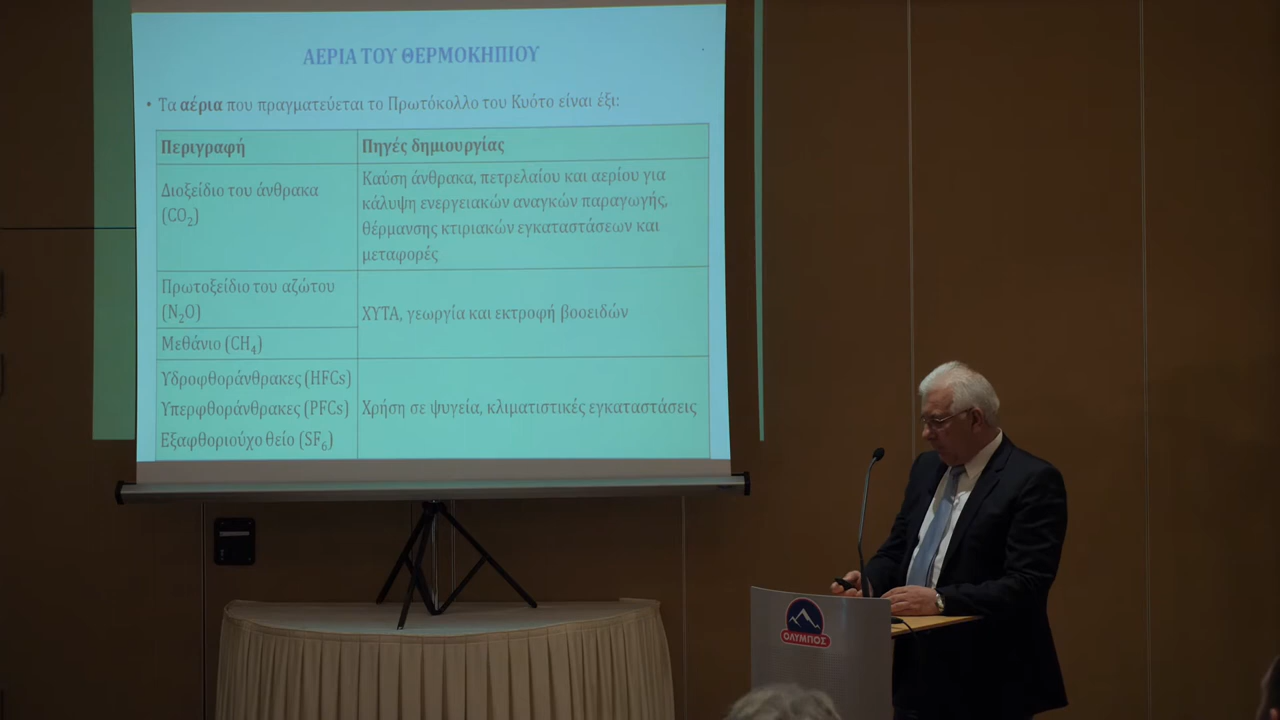 ΑΕΡΙΑ ΤΟΥ ΘΕΡΜΟΚΗΠΙΟΥ
• Τα αέρια που πραγματεύεται το Πρωτόκολλο του Κυότο είναι έξι:
Περιγραφή
Πηγές δημιουργίας
Διοξείδιο του άνθρακα
(CO2)
Καύση άνθρακα, πετρελαίου και αερίου για
κάλυψη ενεργειακών αναγκών παραγωγής,
θέρμανσης κτιριακών εγκαταστάσεων και
μεταφορές
Πρωτοξείδιο του αζώτου
(N2O)
Μεθάνιο (CH4)
ΧΥΤΑ, γεωργία και εκτροφή βοοειδών
Υδροφθοράνθρακες (HFCs)
Υπερφθοράνθρακες (PFCs)
Εξαφθοριούχο θείο (SF6)
Χρήση σε ψυγεία, κλιματιστικές εγκαταστάσεις
ΟΛΥΜΠΟΣ